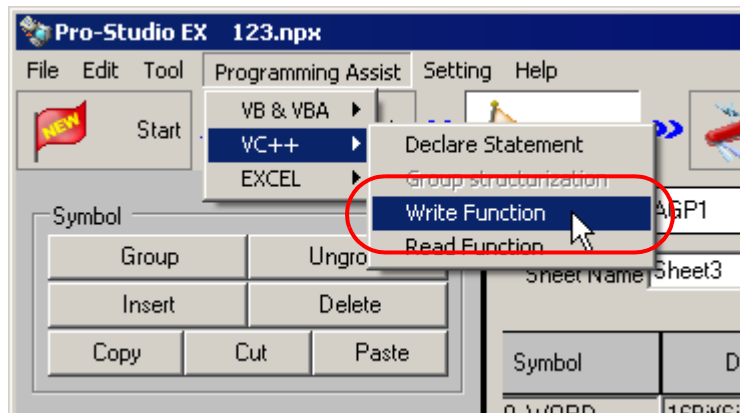 Pro-Studio EX 123.npx
File Edit Tool Programming Assist Setting Help
NEW Start
VB & VBA
VC++
EXCEL
Declare Statement
Group structurization
Write Function
Read Function
Symbol
Group
Insert Delete
Copy Cut Paste
AGP1
Sheet Name Sheet3
Symbol